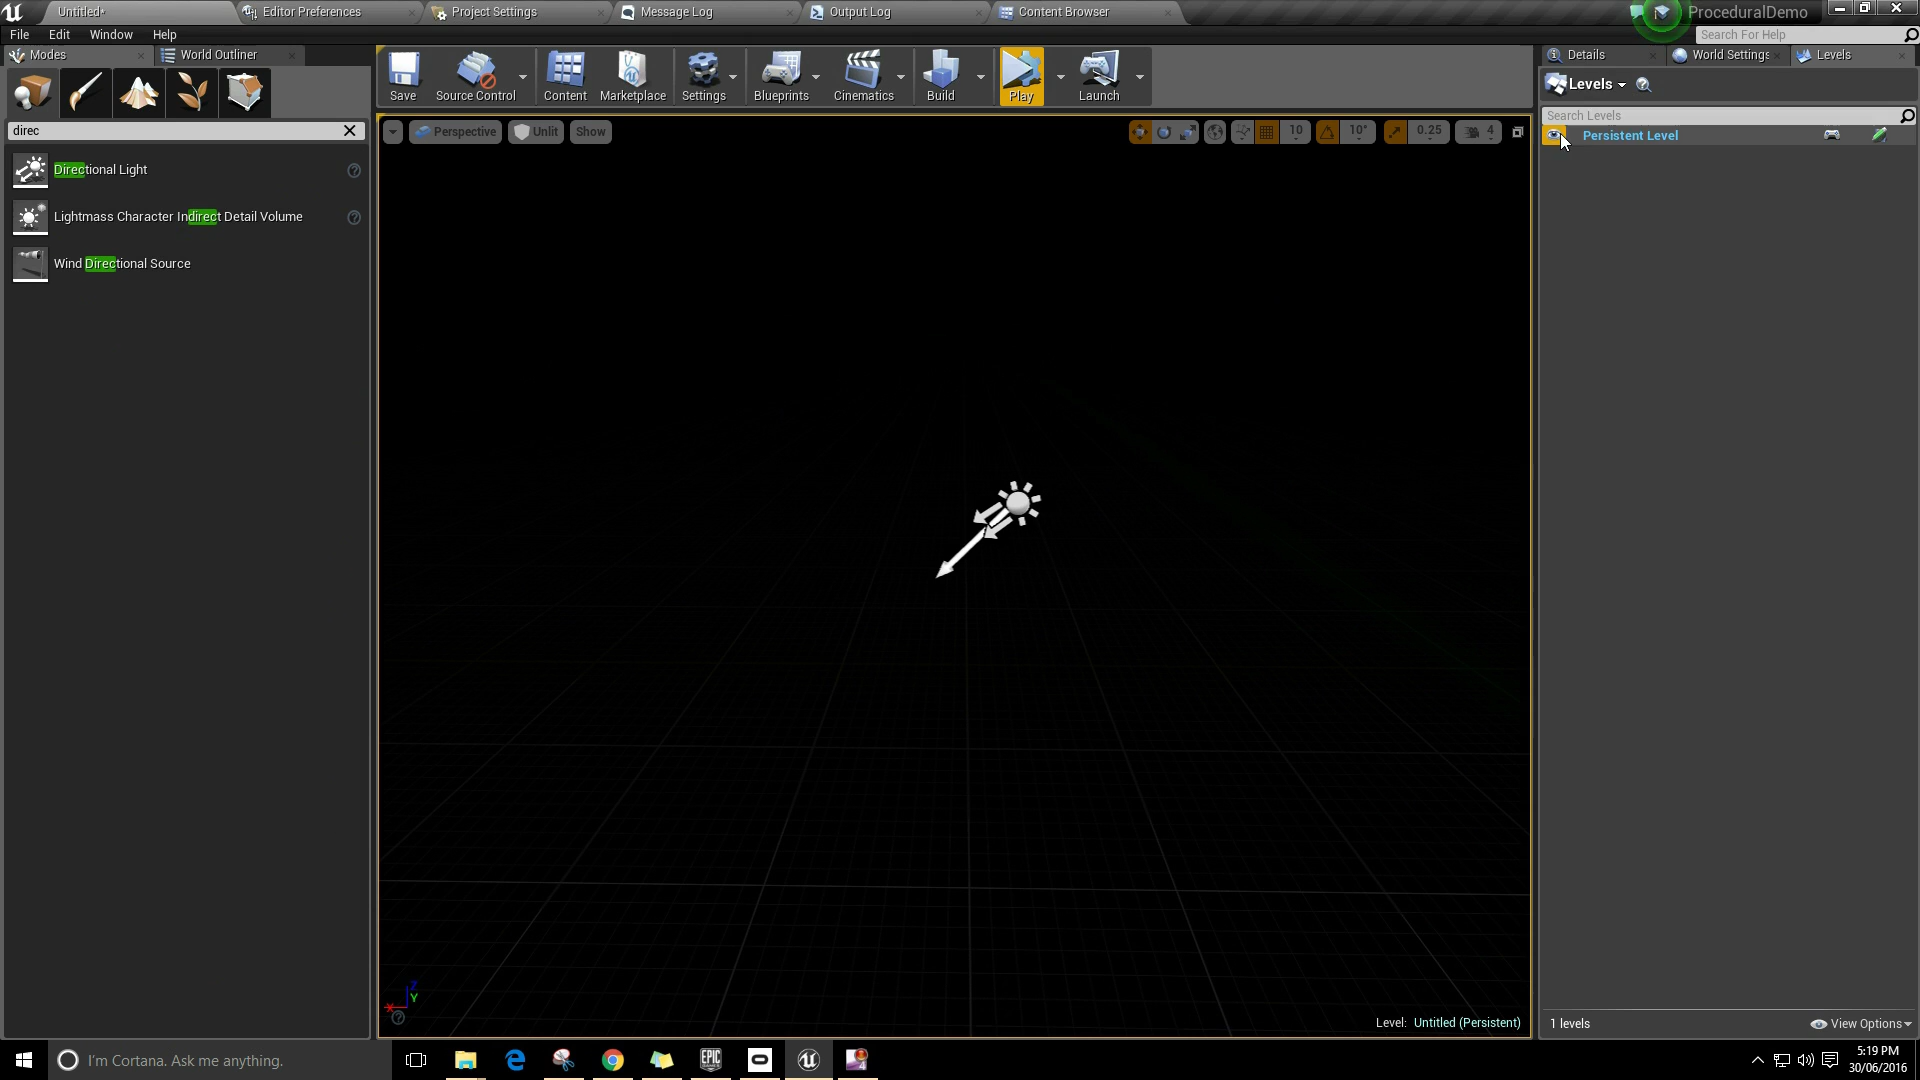 Untitled*
Editor Preferences
Project Settings
Message Log
Output Log
Content Browser
ProceduralDemo
File
Edit
Window
Help
Search For Help
Modes
World Outliner
Details
World Settings
Levels
Save
Source Control
Content
Marketplace
Settings
Blueprints
Cinematics
Build
Play
Launch
Levels
Search Levels
direc
Perspective
Unlit
Show
10
10°
0.25
4
Persistent Level
Directional Light
Lightmass Character Indirect Detail Volume
Wind Directional Source
Z
Y
X
Level: Untitled (Persistent)
1 levels
View Options
I'm Cortana. Ask me anything.
EPIC
5:19 PM
30/06/2016